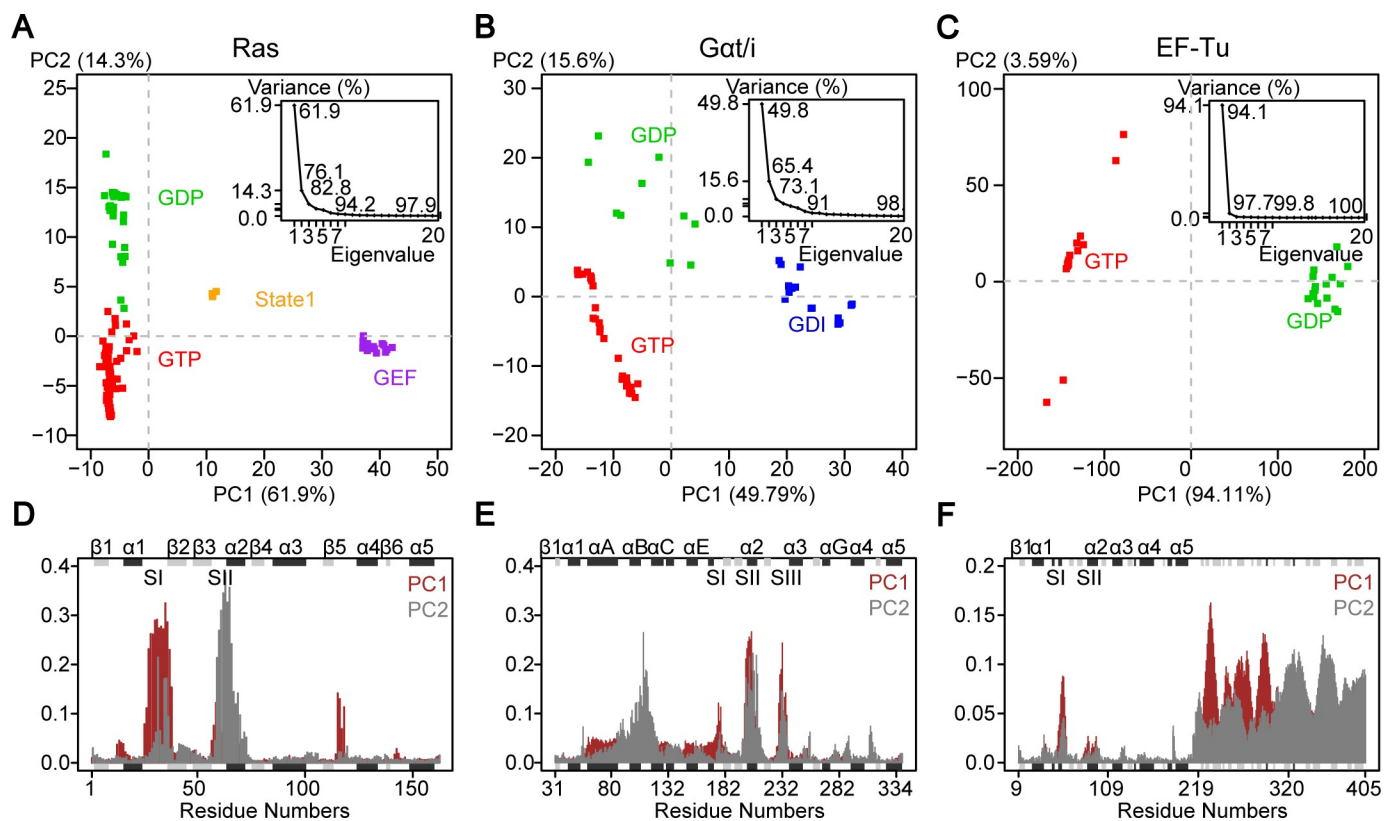 A
Ras
PC2 (14.3%)
25
20
15
10
5
0
−5
−10
−10 0 10 20 30 40 50
PC1 (61.9%)
GDP
GTP
State1
GEF
Variance (%)
61.9
14.3
0.0
61.9
76.1
82.8
94.2
97.9
1 3 5 7 20
Eigenvalue
B
Gαt/i
PC2 (15.6%)
30
20
10
0
−10
−20
−20 −10 0 10 20 30 40
PC1 (49.79%)
GDP
GTP
GDI
Variance (%)
49.8
15.6
0.0
49.8
65.4
73.1
91
98
1 3 5 7 20
Eigenvalue
C
EF-Tu
PC2 (3.59%)
100
50
0
−50
−200 −100 0 100 200
PC1 (94.11%)
GTP
GDP
Variance (%)
94.1
0.0
94.1
97.7 99.8 100
1 3 5 7 20
Eigenvalue
D
β1 α1 β2 β3 α2 β4 α3 β5 α4 β6 α5
SI SII
PC1
PC2
0.4
0.3
0.2
0.1
0.0
1 50 100 150
Residue Numbers
E
β1 α1 αA αB αC αE α2 α3 αG α4 α5
SI SII SIII
PC1
PC2
0.4
0.3
0.2
0.1
0.0
31 80 132 182 232 282 334
Residue Numbers
F
β1 α1 α2 α3 α4 α5
SI SII
PC1
PC2
0.2
0.15
0.1
0.05
0.0
9 109 219 320 405
Residue Numbers